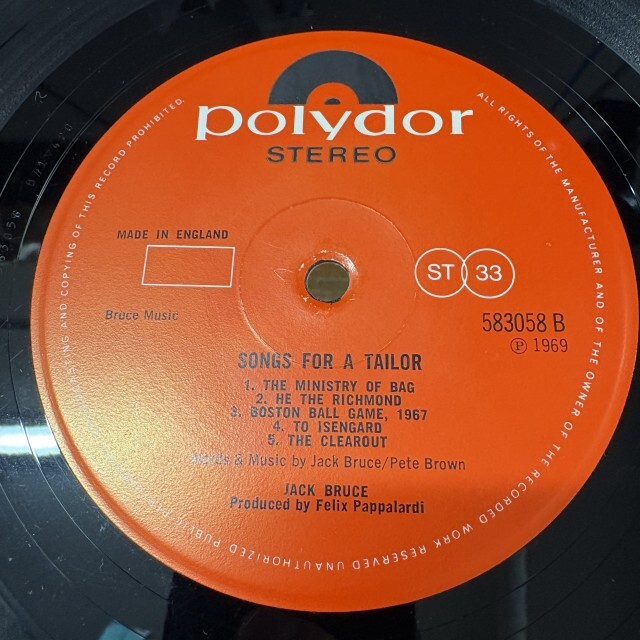 polydor
STEREO
MADE IN ENGLAND
ST 33
Bruce Music
583058 B
Ⓟ 1969
SONGS FOR A TAILOR
1. THE MINISTRY OF BAG
2. HE THE RICHMOND
3. BOSTON BALL GAME, 1967
4. TO ISENGARD
5. THE CLEAROUT
Words & Music by Jack Bruce/Pete Brown
JACK BRUCE
Produced by Felix Pappalardi
ALL RIGHTS OF THE MANUFACTURER AND OF THE OWNER OF THE RECORDED WORK RESERVED UNAUTHORIZED PUBLIC AND COPYING OF THIS RECORD PROHIBITED.